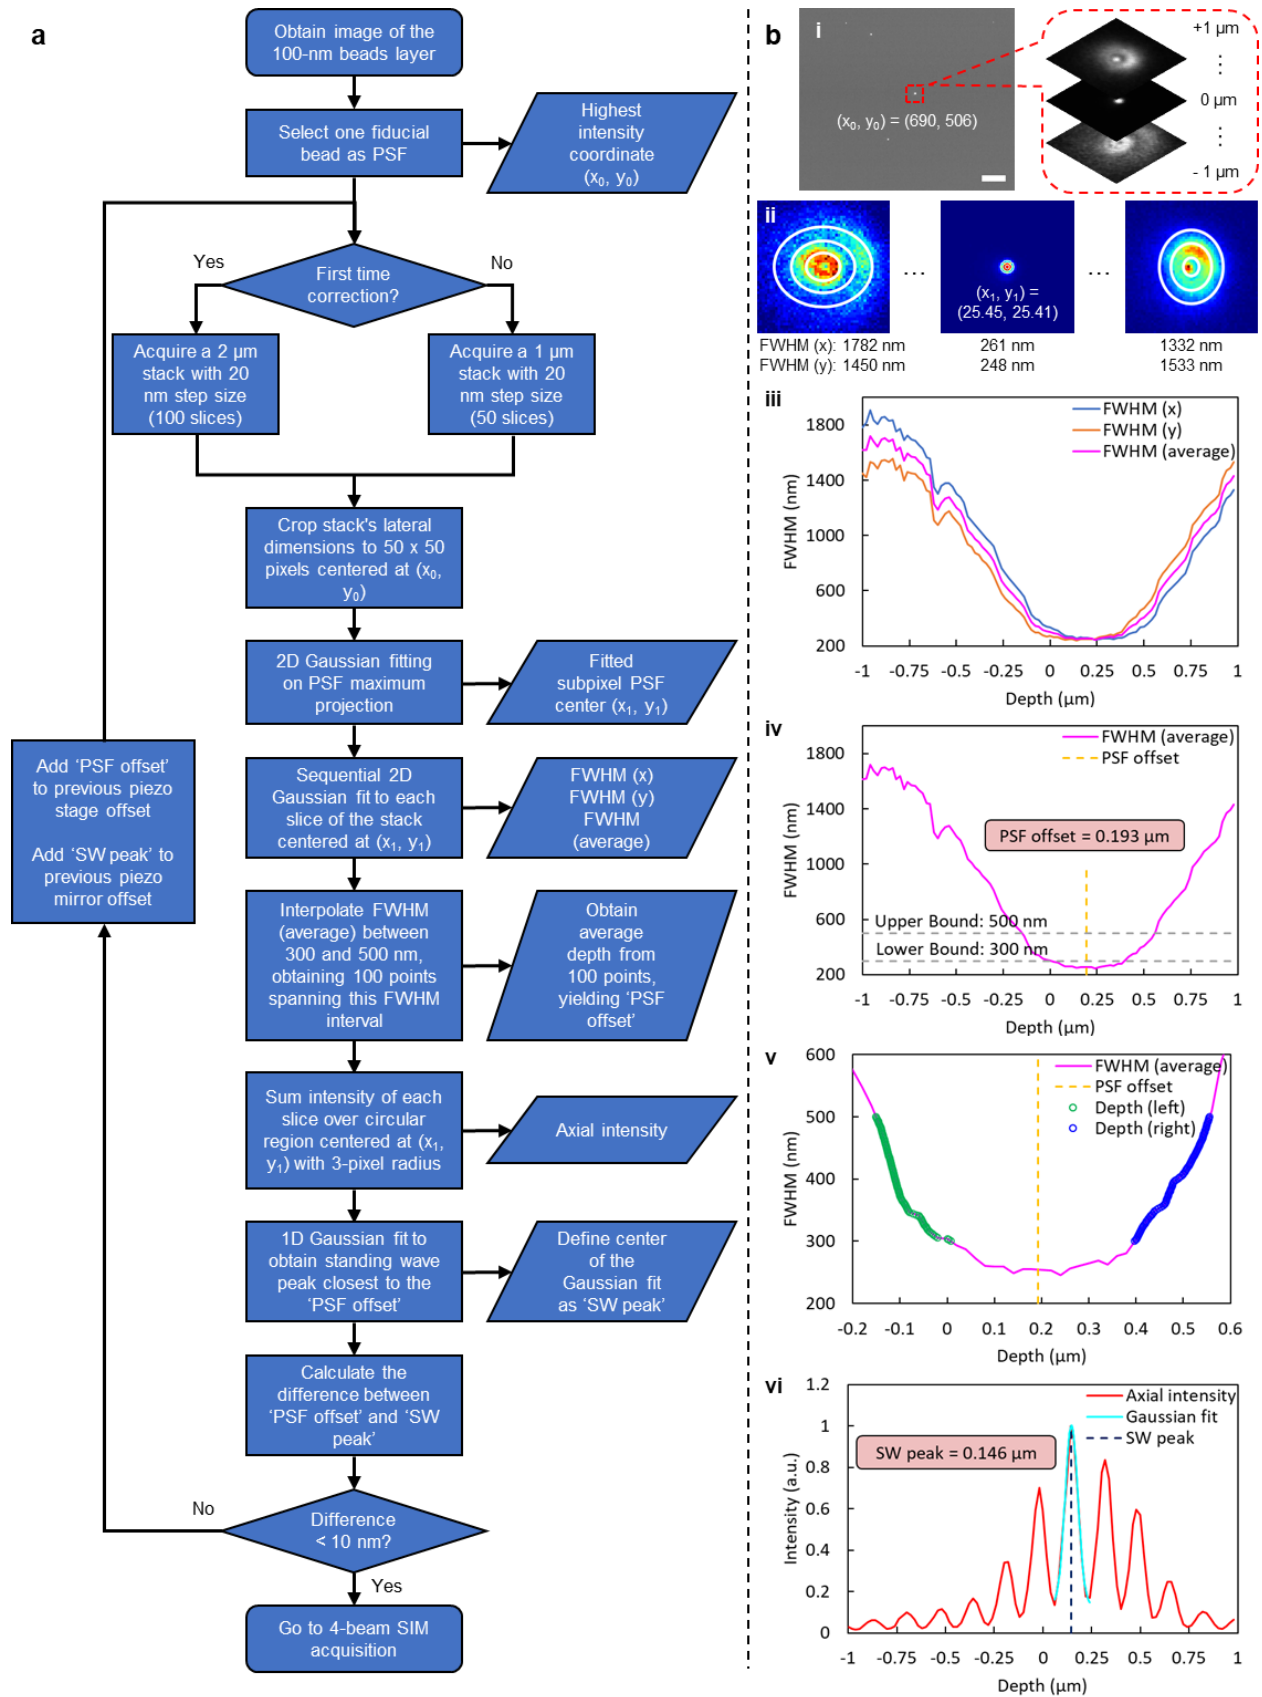 a
Obtain image of the
100-nm beads layer
Select one fiducial
bead as PSF
Highest
intensity
coordinate
(x₀, y₀)
First time
correction?
Yes
No
Acquire a 2 µm
stack with 20
nm step size
(100 slices)
Acquire a 1 µm
stack with 20
nm step size
(50 slices)
Crop stack's lateral
dimensions to 50 x 50
pixels centered at (x₀,
y₀)
2D Gaussian fitting
on PSF maximum
projection
Fitted
subpixel PSF
center (x₁, y₁)
Sequential 2D
Gaussian fit to each
slice of the stack
centered at (x₁, y₁)
FWHM (x)
FWHM (y)
FWHM
(average)
Add ‘PSF offset’
to previous piezo
stage offset
Add ‘SW peak’ to
previous piezo
mirror offset
Interpolate FWHM
(average) between
300 and 500 nm,
obtaining 100 points
spanning this FWHM
interval
Obtain
average
depth from
100 points,
yielding ‘PSF
offset’
Sum intensity of each
slice over circular
region centered at (x₁,
y₁) with 3-pixel radius
Axial intensity
1D Gaussian fit to
obtain standing wave
peak closest to the
‘PSF offset’
Define center
of the
Gaussian fit
as ‘SW peak’
Calculate the
difference between
‘PSF offset’ and ‘SW
peak’
Difference
< 10 nm?
No
Yes
Go to 4-beam SIM
acquisition
b
i
(x₀, y₀) = (690, 506)
+1 µm
⋮
0 µm
⋮
- 1 µm
ii
... ...
(x₁, y₁) =
(25.45, 25.41)
FWHM (x): 1782 nm 261 nm 1332 nm
FWHM (y): 1450 nm 248 nm 1533 nm
iii
FWHM (x)
FWHM (y)
FWHM (average)
1800
1400
1000
600
200
FWHM (nm)
-1 -0.75 -0.5 -0.25 0 0.25 0.5 0.75 1
Depth (µm)
iv
FWHM (average)
PSF offset
PSF offset = 0.193 µm
Upper Bound: 500 nm
Lower Bound: 300 nm
1800
1400
1000
600
200
FWHM (nm)
-1 -0.75 -0.5 -0.25 0 0.25 0.5 0.75 1
Depth (µm)
v
FWHM (average)
PSF offset
Depth (left)
Depth (right)
600
500
400
300
200
FWHM (nm)
-0.2 -0.1 0 0.1 0.2 0.3 0.4 0.5 0.6
Depth (µm)
vi
Axial intensity
Gaussian fit
SW peak
SW peak = 0.146 µm
1.2
1
0.8
0.6
0.4
0.2
0
Intensity (a.u.)
-1 -0.75 -0.5 -0.25 0 0.25 0.5 0.75 1
Depth (µm)